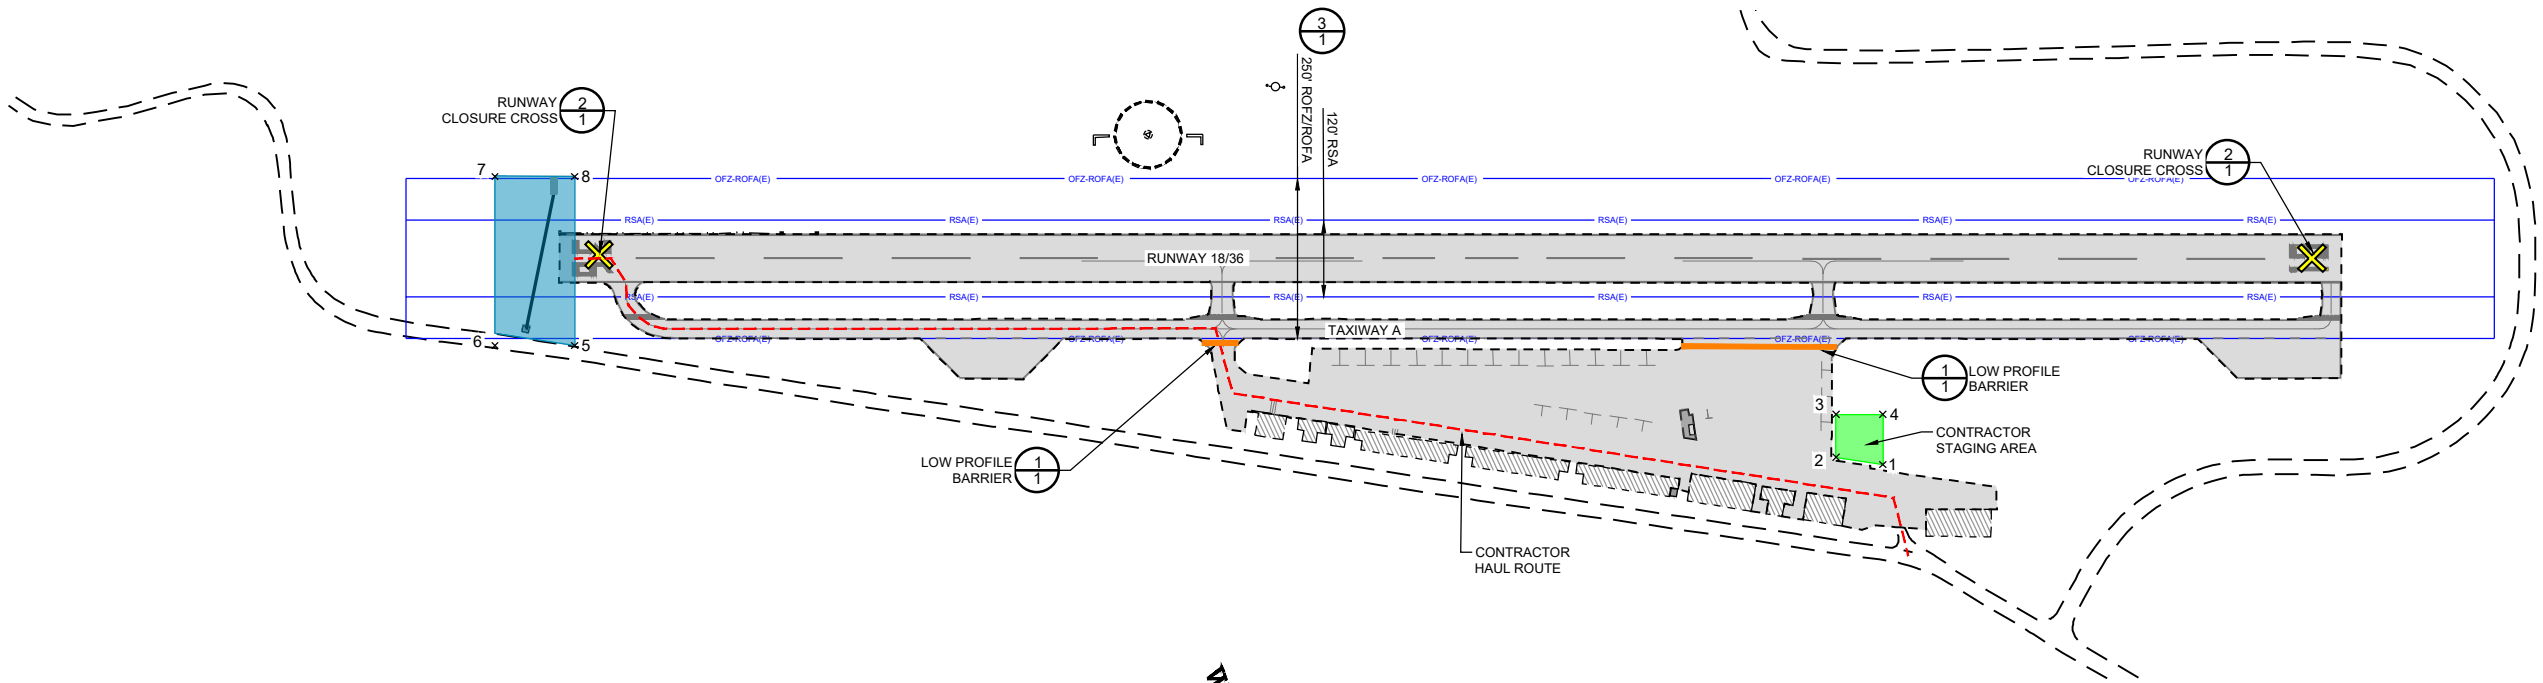 3
1
250' ROFZ/ROFA
120' RSA
RUNWAY
CLOSURE CROSS
2
1
RUNWAY
CLOSURE CROSS
2
1
7
8
OFZ-ROFA(E)
OFZ-ROFA(E)
OFZ-ROFA(E)
OFZ-ROFA(E)
OFZ-ROFA(E)
RSA(E)
RSA(E)
RSA(E)
RSA(E)
RSA(E)
RSA(E)
RUNWAY 18/36
RSA(E)
RSA(E)
RSA(E)
RSA(E)
RSA(E)
RSA(E)
TAXIWAY A
6
5
OFZ-ROFA(E)
OFZ-ROFA(E)
OFZ-ROFA(E)
OFZ-ROFA(E)
1
1
LOW PROFILE
BARRIER
3
4
CONTRACTOR
STAGING AREA
2
1
LOW PROFILE
BARRIER
1
1
CONTRACTOR
HAUL ROUTE